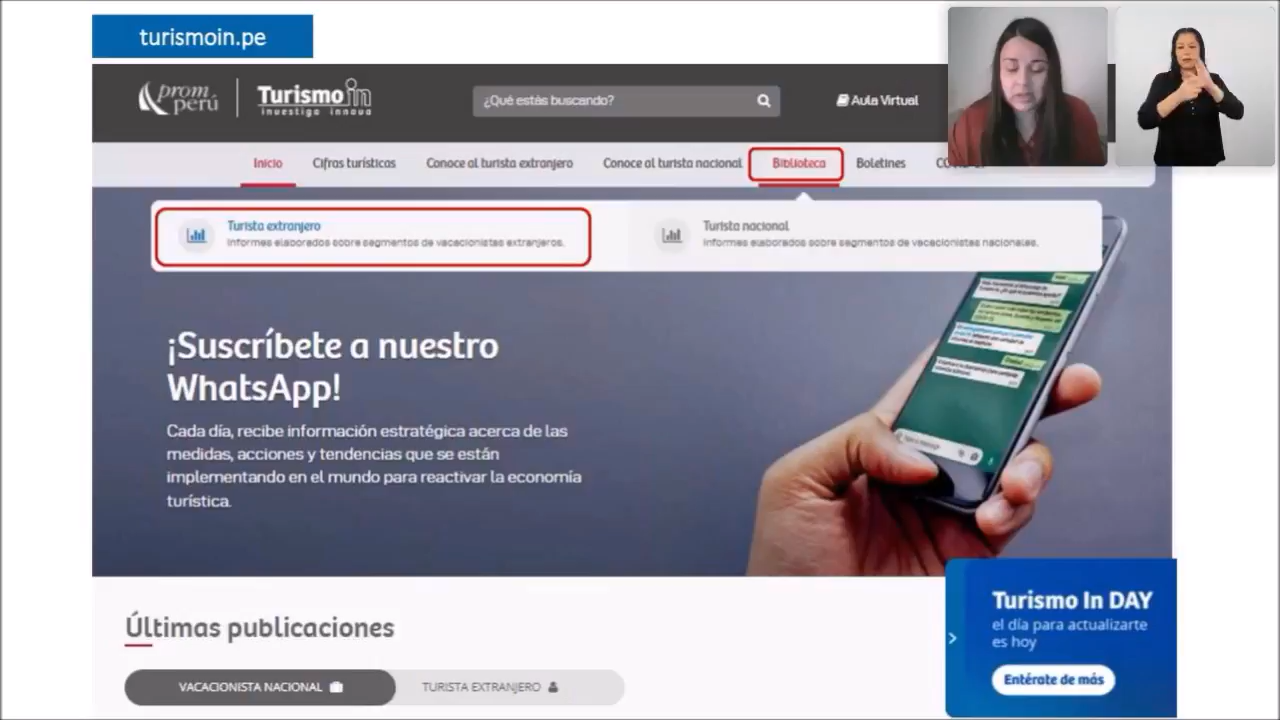 turismoin.pe
prom perú
Turismo in
investiga innova
¿Qué estás buscando?
Aula Virtual
Inicio
Cifras turísticas
Conoce al turista extranjero
Conoce al turista nacional
Biblioteca
Boletines
Turista extranjero
Informes elaborados sobre segmentos de vacacionistas extranjeros.
Turista nacional
Informes elaborados sobre segmentos de vacacionistas nacionales.
¡Suscríbete a nuestro
WhatsApp!
Cada día, recibe información estratégica acerca de las
medidas, acciones y tendencias que se están
implementando en el mundo para reactivar la economía
turística.
Últimas publicaciones
VACACIONISTA NACIONAL
TURISTA EXTRANJERO
Turismo In DAY
el día para actualizarte
es hoy
Entérate de más